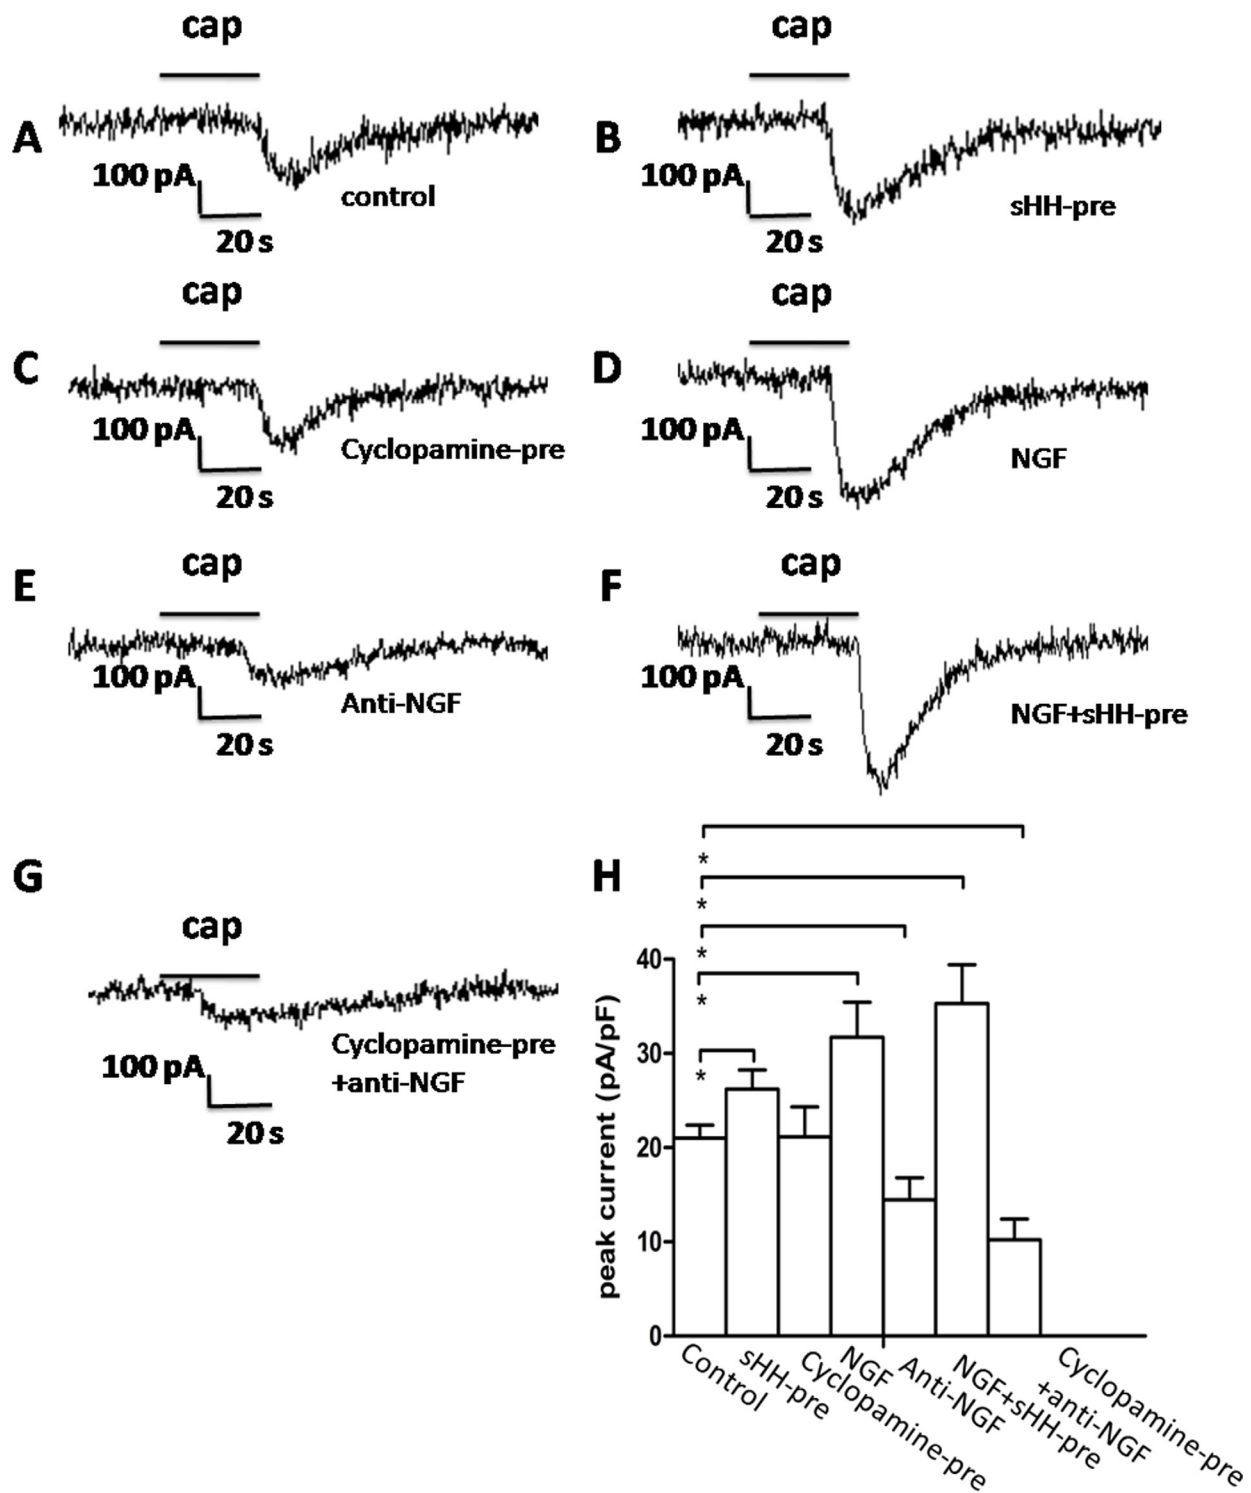 cap
cap
A
B
100 pA
control
20 s
100 pA
sHH-pre
20 s
cap
cap
C
D
100 pA
Cyclopamine-pre
20 s
100 pA
NGF
20 s
cap
cap
E
F
100 pA
Anti-NGF
20 s
100 pA
NGF+sHH-pre
20 s
G
H
cap
100 pA
Cyclopamine-pre
+anti-NGF
20 s
*
*
*
*
*
peak current (pA/pF)
40
30
20
10
0
Control
sHH-pre
Cyclopamine-pre
NGF
Anti-NGF
NGF+sHH-pre
Cyclopamine-pre
+anti-NGF